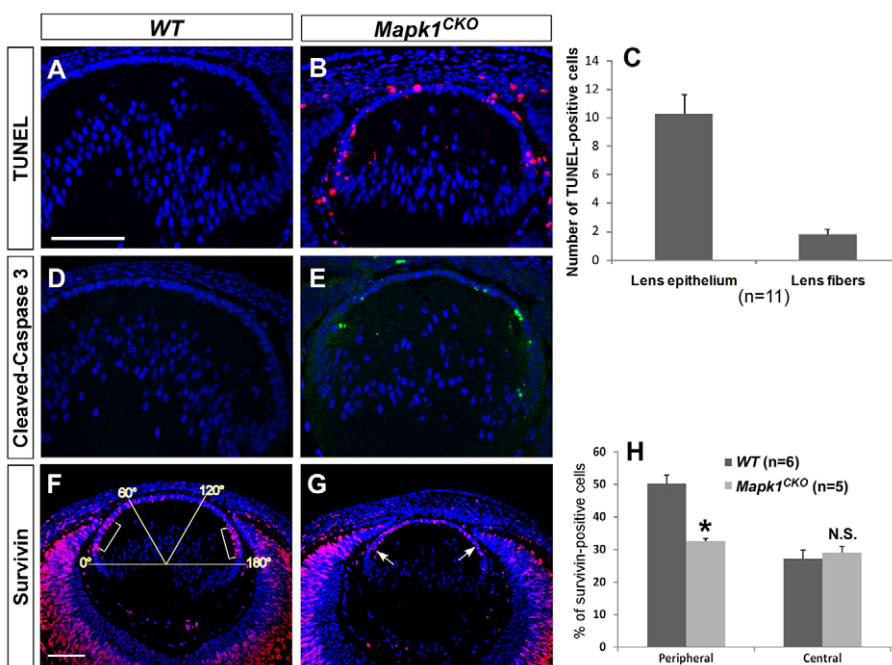 WT
Mapk1CKO
TUNEL
A
B
C
Number of TUNEL-positive cells
14
12
10
8
6
4
2
0
Lens epithelium
Lens fibers
(n=11)
Cleaved-Caspase 3
D
E
Survivin
F
60°
120°
0°
180°
G
H
% of survivin-positive cells
60
50
40
30
20
10
0
WT (n=6)
Mapk1CKO (n=5)
*
N.S.
Peripheral
Central